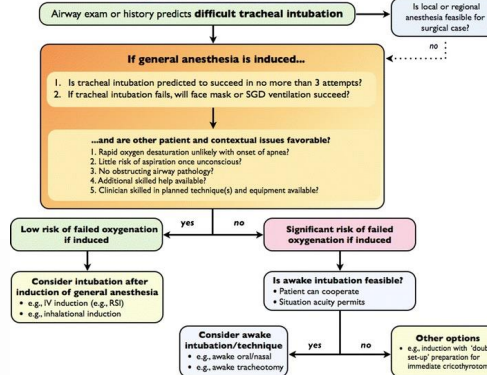 Airway exam or history predicts difficult tracheal intubation
Is local or regional
anesthesia feasible for
surgical case?
no
If general anesthesia is induced...
1. Is tracheal intubation predicted to succeed in no more than 3 attempts?
2. If tracheal intubation fails, will face mask or SGD ventilation succeed?
...and are other patient and contextual issues favorable?
1. Rapid oxygen desaturation unlikely with onset of apnea?
2. Little risk of aspiration once unconscious?
3. No obstructing airway pathology?
4. Additional skilled help available?
5. Clinician skilled in planned technique(s) and equipment available?
yes
no
Low risk of failed oxygenation
if induced
Significant risk of failed
oxygenation if induced
Consider intubation after
induction of general anesthesia
• e.g., IV induction (e.g., RSI)
• e.g., inhalational induction
Is awake intubation feasible?
• Patient can cooperate
• Situation acuity permits
yes
no
Consider awake
intubation/technique
• e.g., awake oral/nasal
• e.g., awake tracheotomy
Other options
• e.g., induction with
set-up' preparation for
immediate